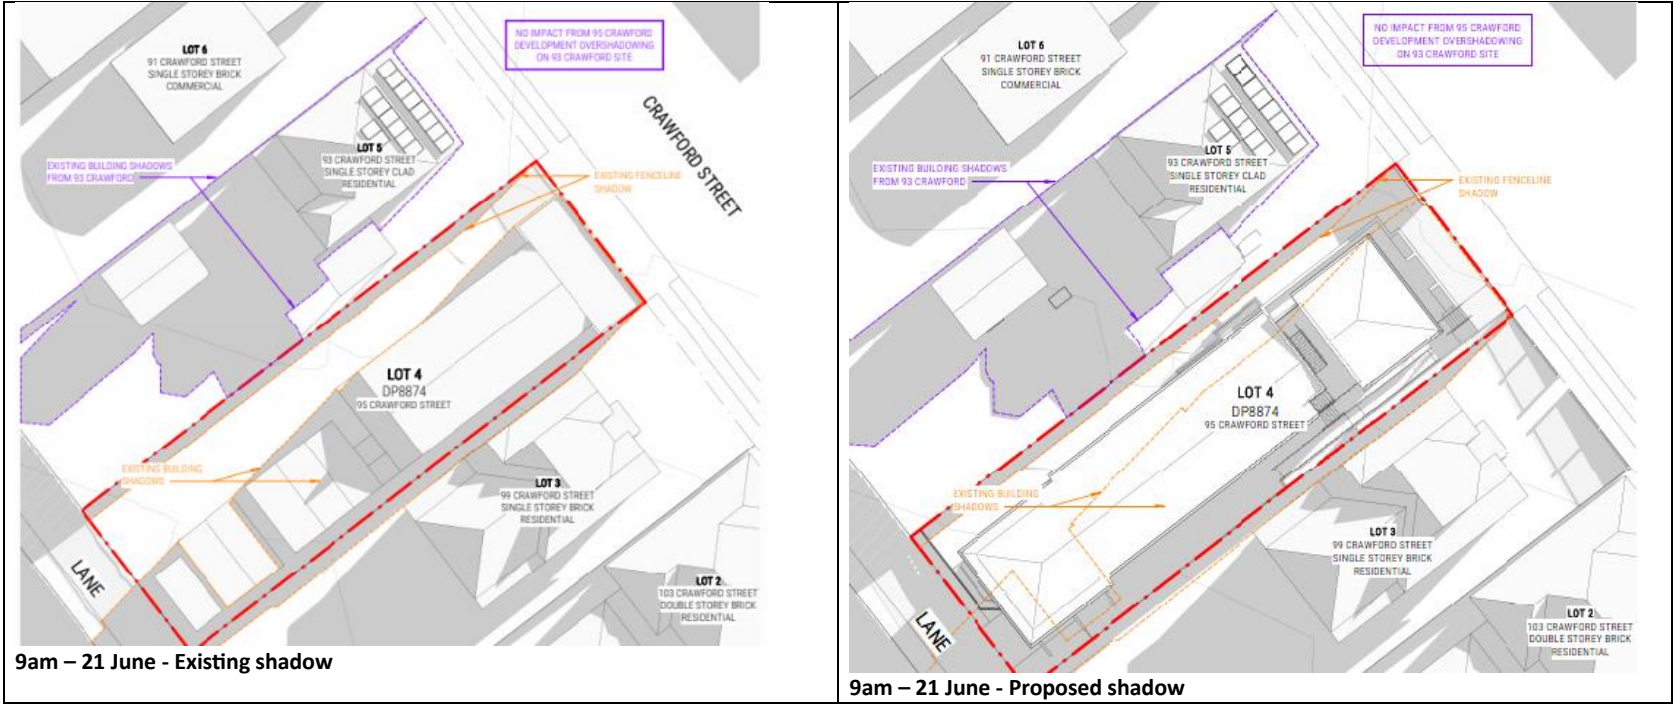 NO IMPACT FROM 95 CRAWFORD
DEVELOPMENT OVERSHADOWING
ON 93 CRAWFORD SITE
LOT 6
91 CRAWFORD STREET
SINGLE STOREY BRICK
COMMERCIAL
CRAWFORD STREET
LOT 5
93 CRAWFORD STREET
SINGLE STOREY CLAD
RESIDENTIAL
EXISTING BUILDING SHADOWS
FROM 93 CRAWFORD
EXISTING FENCELINE
SHADOW
LOT 4
DP8874
95 CRAWFORD STREET
EXISTING BUILDING
SHADOWS
LOT 3
99 CRAWFORD STREET
SINGLE STOREY BRICK
RESIDENTIAL
LANE
LOT 2
103 CRAWFORD STREET
DOUBLE STOREY BRICK
RESIDENTIAL
9am – 21 June - Existing shadow
NO IMPACT FROM 95 CRAWFORD
DEVELOPMENT OVERSHADOWING
ON 93 CRAWFORD SITE
LOT 6
91 CRAWFORD STREET
SINGLE STOREY BRICK
COMMERCIAL
LOT 5
93 CRAWFORD STREET
SINGLE STOREY CLAD
RESIDENTIAL
EXISTING BUILDING SHADOWS
FROM 93 CRAWFORD
EXISTING FENCELINE
SHADOW
LOT 4
DP8874
95 CRAWFORD STREET
EXISTING BUILDING
SHADOWS
LOT 3
99 CRAWFORD STREET
SINGLE STOREY BRICK
RESIDENTIAL
LANE
LOT 2
103 CRAWFORD STREET
DOUBLE STOREY BRICK
RESIDENTIAL
9am – 21 June - Proposed shadow